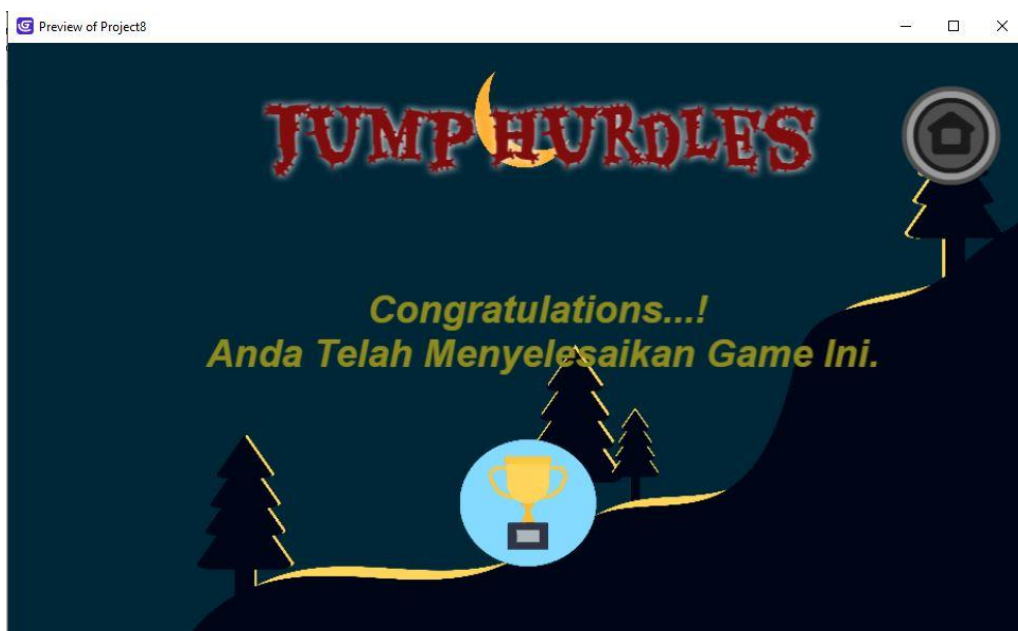 Preview of Project8
JUMP HURDLES
Congratulations...!
Anda Telah Menyelesaikan Game Ini.